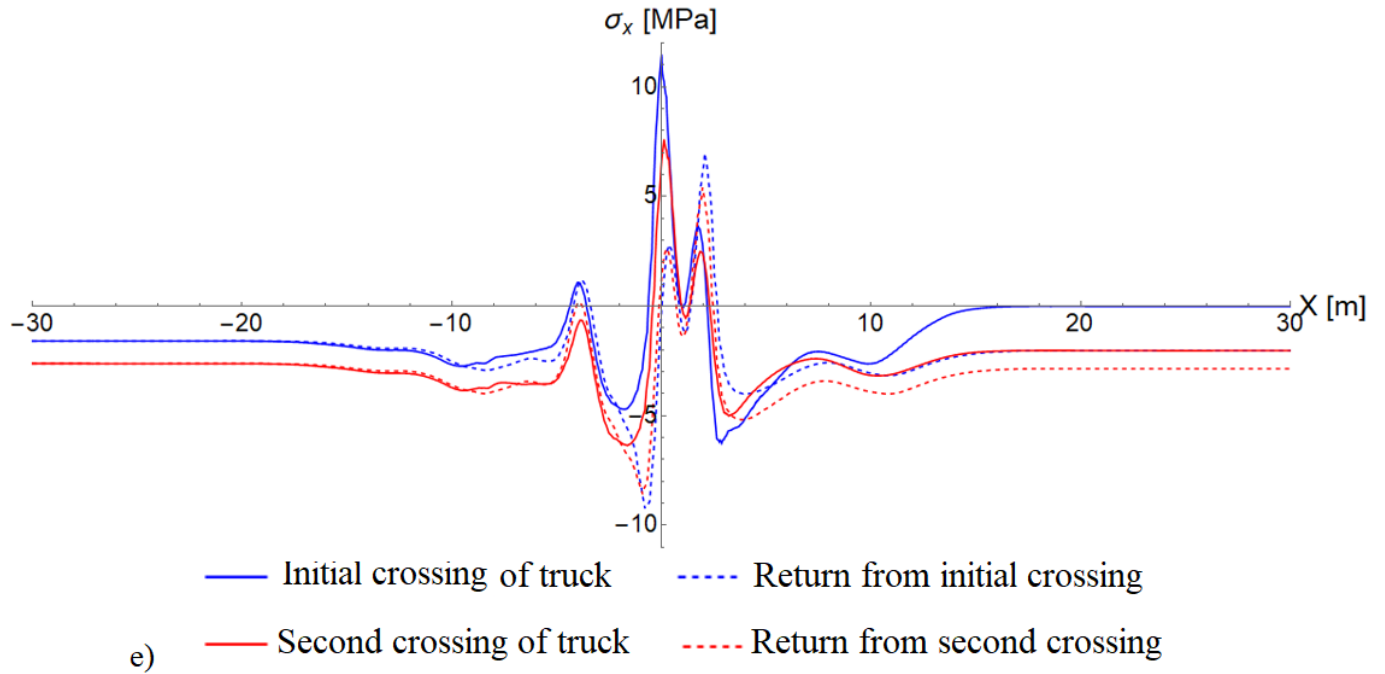 σx [MPa]
10
5
−30 −20 −10 10 20 30 X [m]
−5
−10
Initial crossing of truck Return from initial crossing
Second crossing of truck Return from second crossing
e)